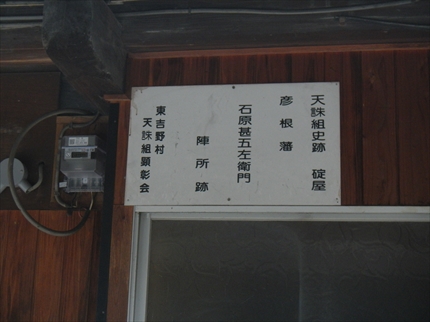 天誅組史跡 碇屋
彦根藩
石原甚五左衛門
陣所跡
東吉野村
天誅組顕彰会